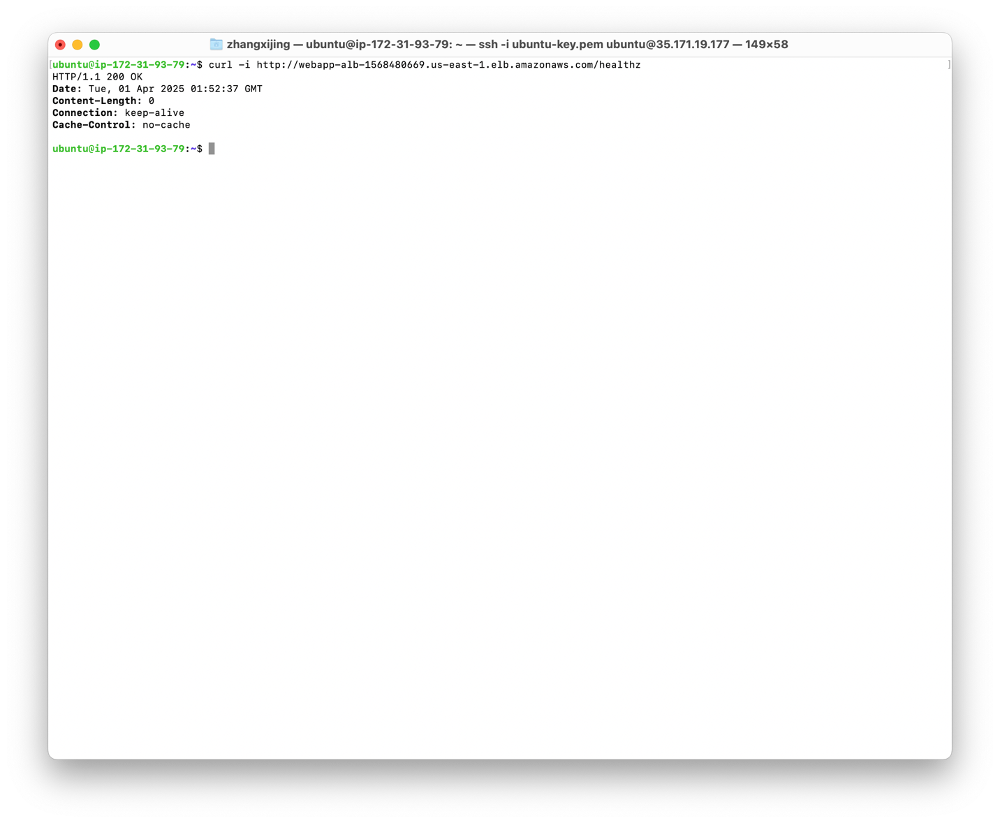 zhangxijing — ubuntu@ip-172-31-93-79: ~ — ssh -i ubuntu-key.pem ubuntu@35.171.19.177 — 149×58
[ubuntu@ip-172-31-93-79:~$ curl -i http://webapp-alb-1568480669.us-east-1.elb.amazonaws.com/healthz ]
HTTP/1.1 200 OK
Date: Tue, 01 Apr 2025 01:52:37 GMT
Content-Length: 0
Connection: keep-alive
Cache-Control: no-cache
ubuntu@ip-172-31-93-79:~$